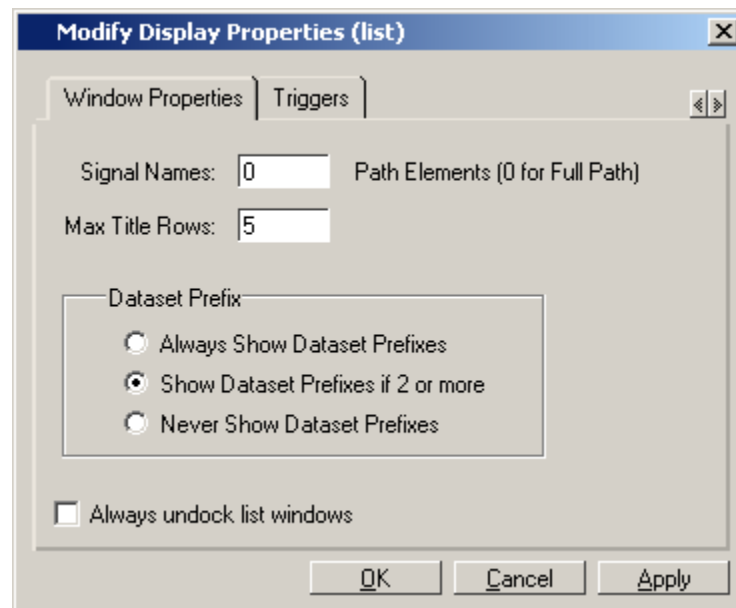 Modify Display Properties (list)
Window Properties Triggers
Signal Names: 0 Path Elements (0 for Full Path)
Max Title Rows: 5
Dataset Prefix
Always Show Dataset Prefixes
Show Dataset Prefixes if 2 or more
Never Show Dataset Prefixes
Always undock list windows
OK Cancel Apply